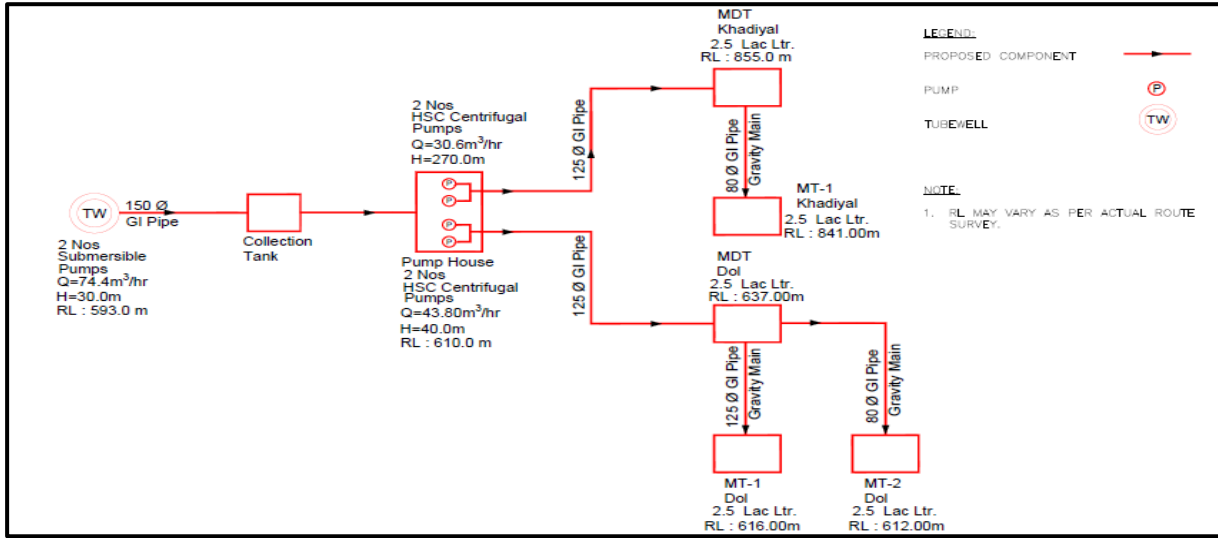 TW
150 Ø
GI Pipe
2 Nos
Submersible
Pumps
Q=74.4m³/hr
H=30.0m
RL : 593.0 m
Collection
Tank
2 Nos
HSC Centrifugal
Pumps
Q=30.6m³/hr
H=270.0m
P
P
P
P
Pump House
2 Nos
HSC Centrifugal
Pumps
Q=43.80m³/hr
H=40.0m
RL : 610.0 m
125 Ø GI Pipe
125 Ø GI Pipe
MDT
Khadiyal
2.5 Lac Ltr.
RL : 855.0 m
80 Ø GI Pipe
Gravity Main
MT-1
Khadiyal
2.5 Lac Ltr.
RL : 841.00m
MDT
Dol
2.5 Lac Ltr.
RL : 637.00m
125 Ø GI Pipe
Gravity Main
80 Ø GI Pipe
Gravity Main
MT-1
Dol
2.5 Lac Ltr.
RL : 616.00m
MT-2
Dol
2.5 Lac Ltr.
RL : 612.00m
LEGEND:
PROPOSED COMPONENT
PUMP
P
TUBEWELL
TW
NOTE:
1. RL MAY VARY AS PER ACTUAL ROUTE
SURVEY.